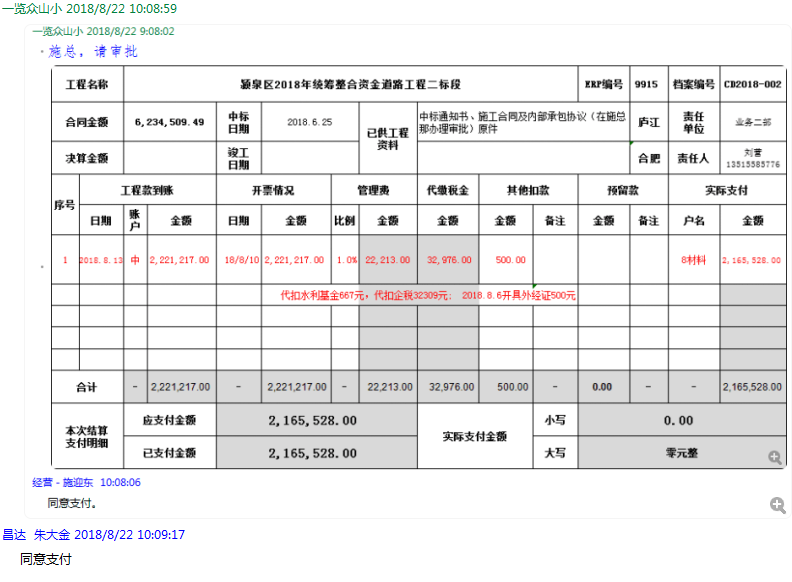 一览众山小 2018/8/22 10:08:59
一览众山小 2018/8/22 9:08:02
施总，请审批
工程名称 颍泉区2018年统筹整合资金道路工程二标段 ERP编号 9915 档案编号 CD2018-002
合同金额 6,234,509.49 中标日期 2018.6.25 已供工程资料 中标通知书、施工合同及内部承包协议（在施总那办理审批）原件 庐江 责任单位 业务二部
决算金额 竣工日期 合肥 责任人 刘营 13515585776
序号 工程款到账 开票情况 管理费 代缴税金 其他扣款 预留款 实际支付
日期 账户 金额 日期 金额 比例 金额 金额 金额 备注 金额 备注 户名 金额
1 2018.8.13 中 2,221,217.00 18/8/10 2,221,217.00 1.0% 22,213.00 32,976.00 500.00 8材料 2,165,528.00
代扣水利基金667元，代扣企税32309元； 2018.8.6开具外经证500元
合计 - 2,221,217.00 - 2,221,217.00 - 22,213.00 32,976.00 500.00 - 0.00 - - 2,165,528.00
本次结算支付明细 应支付金额 2,165,528.00 实际支付金额 小写 0.00
已支付金额 2,165,528.00 大写 零元整
经营－施迎东 10:08:06
同意支付。
昌达 朱大金 2018/8/22 10:09:17
同意支付